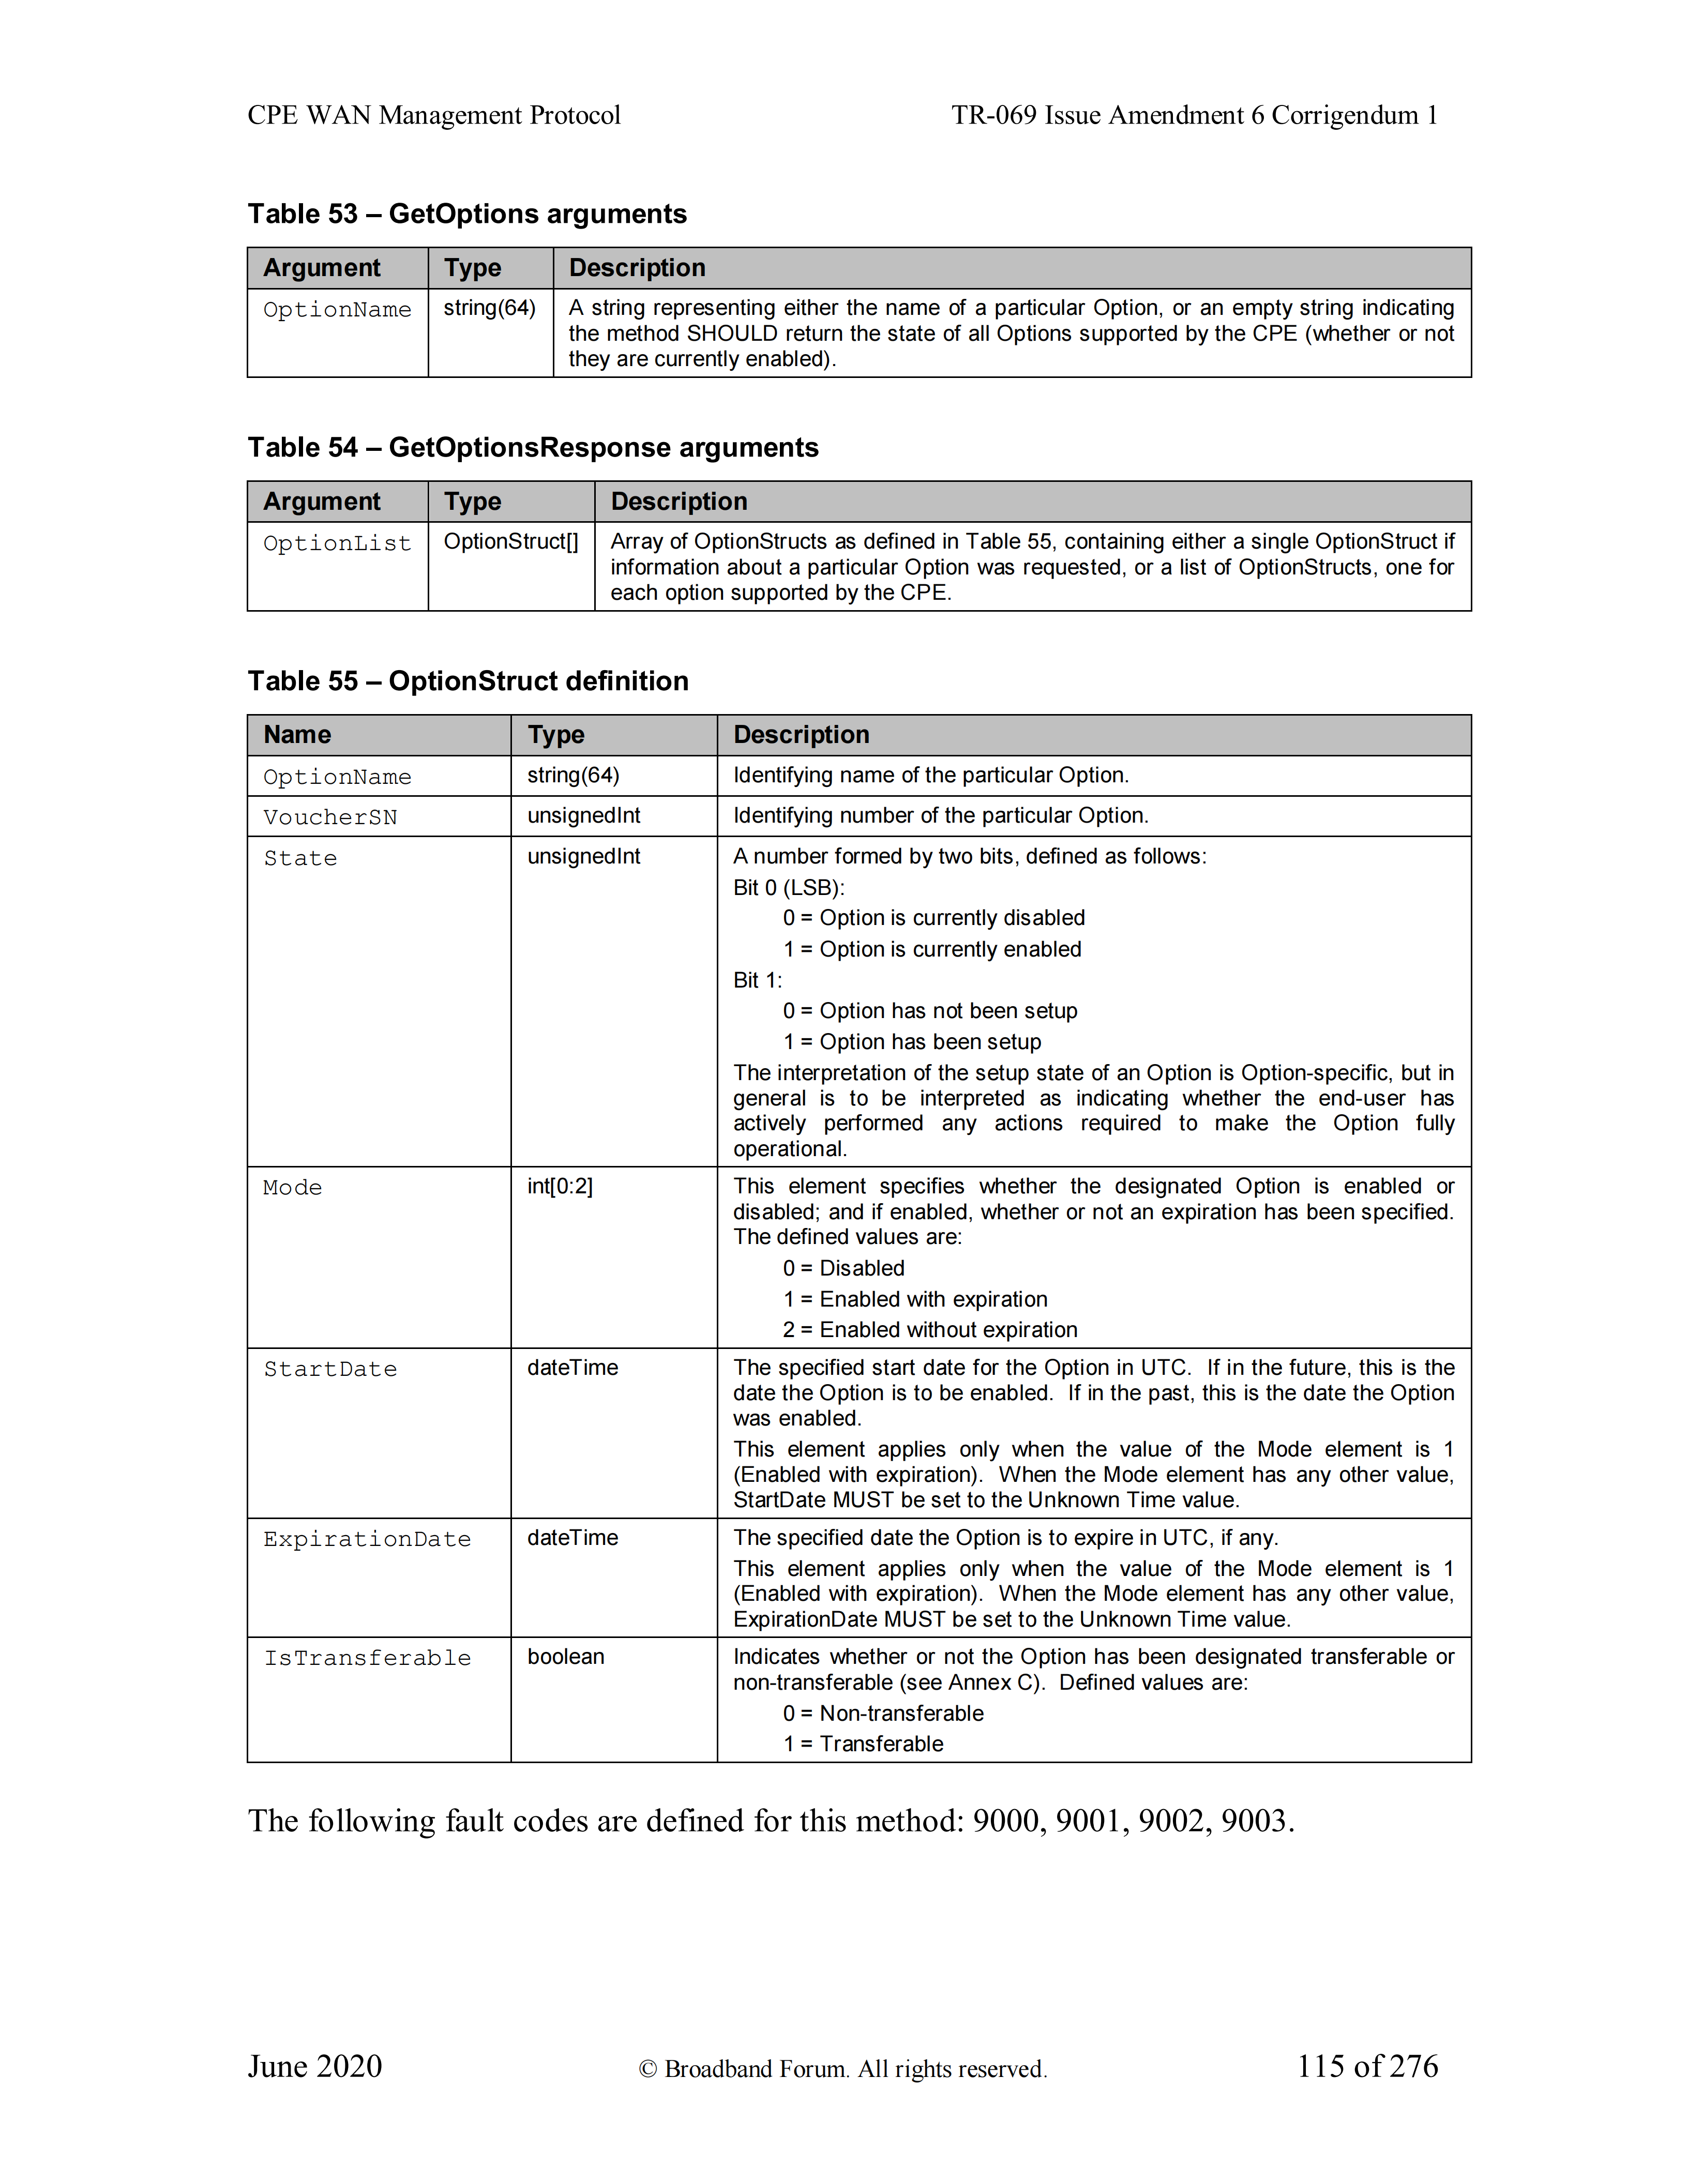 CPE WAN Management Protocol TR-069 Issue Amendment 6 Corrigendum 1
Table 53 – GetOptions arguments
Argument Type Description
OptionName string(64) A string representing either the name of a particular Option, or an empty string indicating
the method SHOULD return the state of all Options supported by the CPE (whether or not
they are currently enabled).
Table 54 – GetOptionsResponse arguments
Argument Type Description
OptionList OptionStruct[] Array of OptionStructs as defined in Table 55, containing either a single OptionStruct if
information about a particular Option was requested, or a list of OptionStructs, one for
each option supported by the CPE.
Table 55 – OptionStruct definition
Name Type Description
OptionName string(64) Identifying name of the particular Option.
VoucherSN unsignedInt Identifying number of the particular Option.
State unsignedInt A number formed by two bits, defined as follows:
Bit 0 (LSB):
0 = Option is currently disabled
1 = Option is currently enabled
Bit 1:
0 = Option has not been setup
1 = Option has been setup
The interpretation of the setup state of an Option is Option-specific, but in
general is to be interpreted as indicating whether the end-user has
actively performed any actions required to make the Option fully
operational.
Mode int[0:2] This element specifies whether the designated Option is enabled or
disabled; and if enabled, whether or not an expiration has been specified.
The defined values are:
0 = Disabled
1 = Enabled with expiration
2 = Enabled without expiration
StartDate dateTime The specified start date for the Option in UTC. If in the future, this is the
date the Option is to be enabled. If in the past, this is the date the Option
was enabled.
This element applies only when the value of the Mode element is 1
(Enabled with expiration). When the Mode element has any other value,
StartDate MUST be set to the Unknown Time value.
ExpirationDate dateTime The specified date the Option is to expire in UTC, if any.
This element applies only when the value of the Mode element is 1
(Enabled with expiration). When the Mode element has any other value,
ExpirationDate MUST be set to the Unknown Time value.
IsTransferable boolean Indicates whether or not the Option has been designated transferable or
non-transferable (see Annex C). Defined values are:
0 = Non-transferable
1 = Transferable
The following fault codes are defined for this method: 9000, 9001, 9002, 9003.
June 2020 © Broadband Forum. All rights reserved. 115 of 276